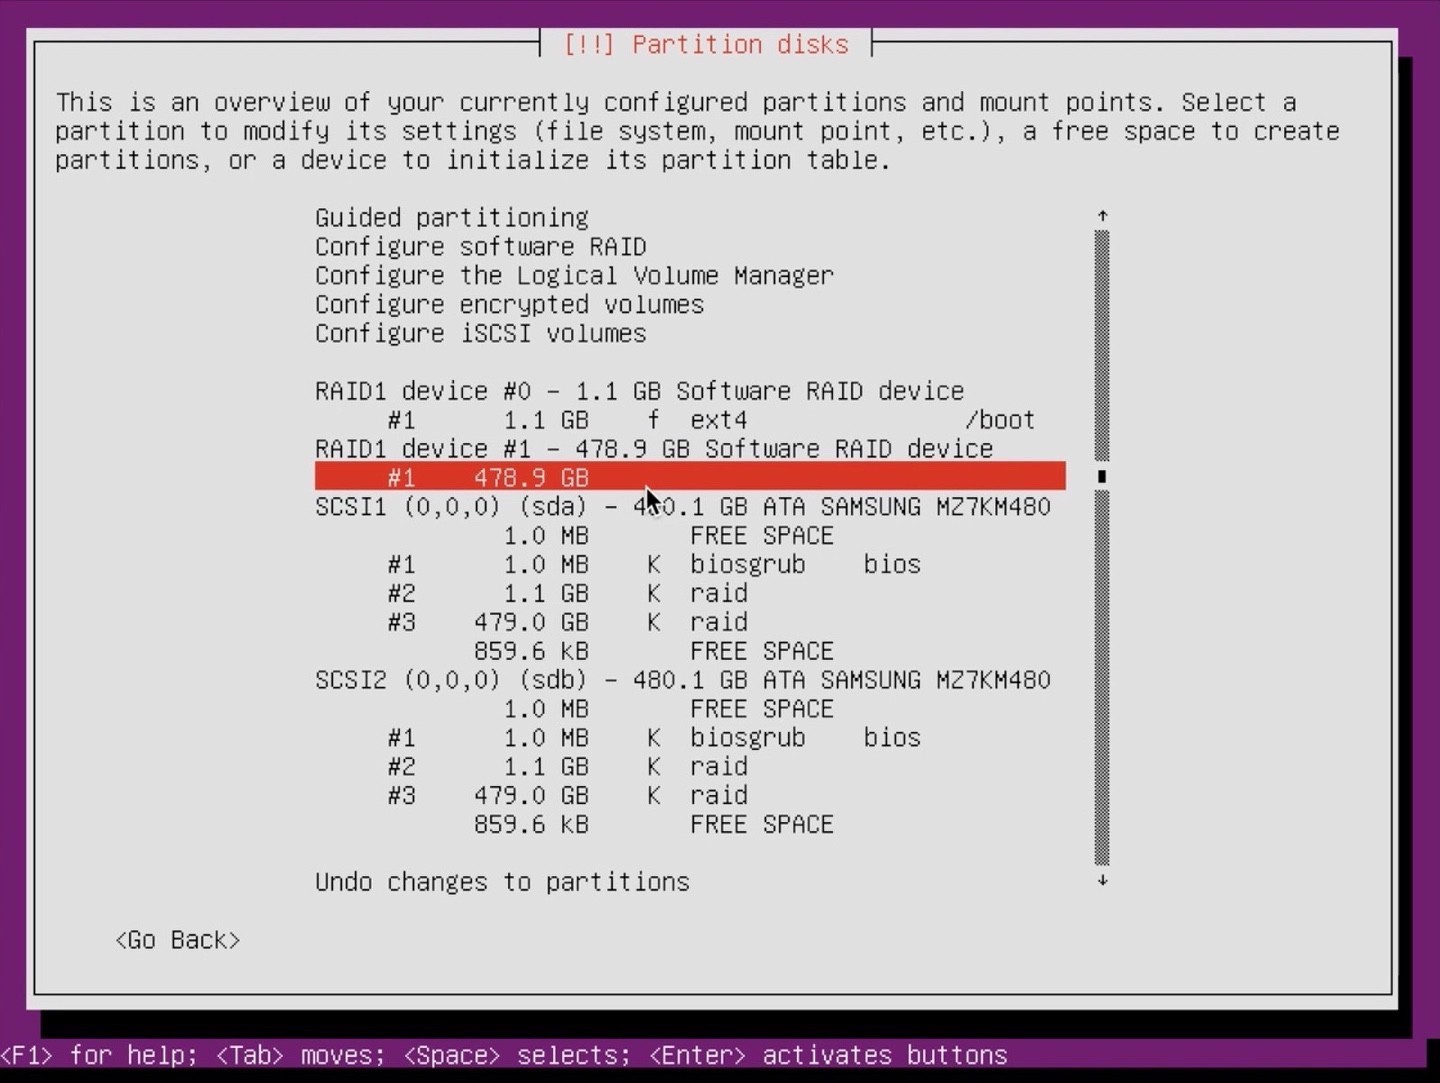 [!!] Partition disks
This is an overview of your currently configured partitions and mount points. Select a
partition to modify its settings (file system, mount point, etc.), a free space to create
partitions, or a device to initialize its partition table.
Guided partitioning
Configure software RAID
Configure the Logical Volume Manager
Configure encrypted volumes
Configure iSCSI volumes
RAID1 device #0 - 1.1 GB Software RAID device
#1 1.1 GB f ext4 /boot
RAID1 device #1 - 478.9 GB Software RAID device
#1 478.9 GB
SCSI1 (0,0,0) (sda) - 480.1 GB ATA SAMSUNG MZ7KM480
1.0 MB FREE SPACE
#1 1.0 MB K biosgrub bios
#2 1.1 GB K raid
#3 479.0 GB K raid
859.6 kB FREE SPACE
SCSI2 (0,0,0) (sdb) - 480.1 GB ATA SAMSUNG MZ7KM480
1.0 MB FREE SPACE
#1 1.0 MB K biosgrub bios
#2 1.1 GB K raid
#3 479.0 GB K raid
859.6 kB FREE SPACE
Undo changes to partitions
<Go Back>
<F1> for help; <Tab> moves; <Space> selects; <Enter> activates buttons